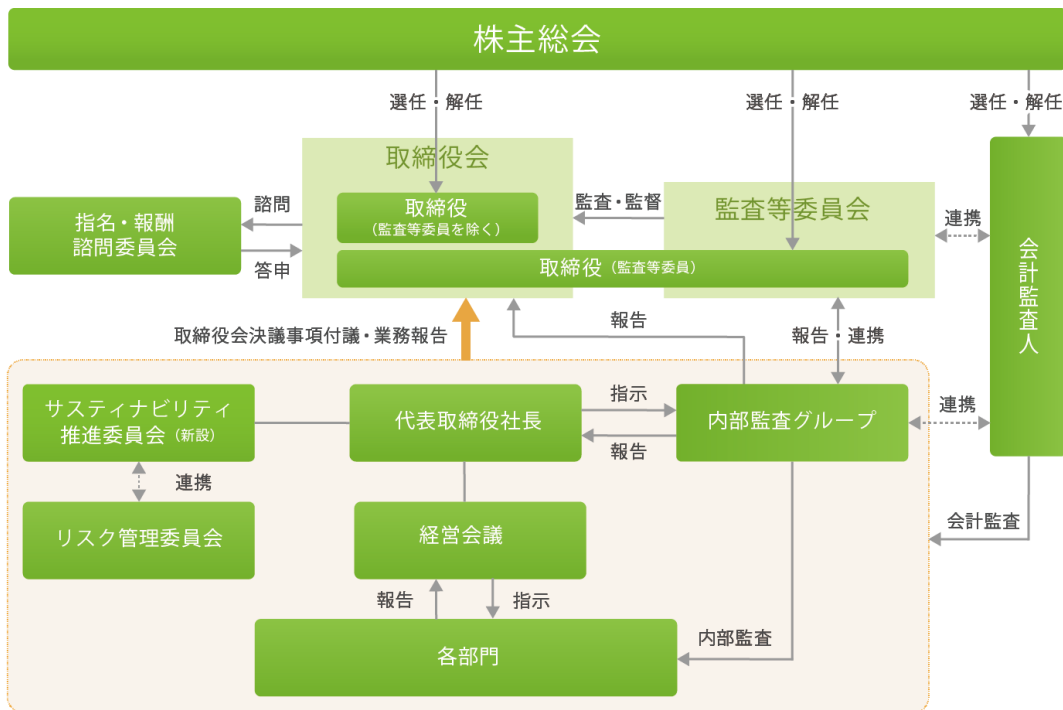 株主総会
選任・解任
選任・解任
選任・解任
取締役会
取締役
（監査等委員を除く）
監査・監督
監査等委員会
取締役（監査等委員）
諮問
指名・報酬
諮問委員会
答申
連携
会計監査人
取締役会決議事項付議・業務報告
報告
報告・連携
サスティナビリティ
推進委員会（新設）
代表取締役社長
指示
報告
内部監査グループ
連携
連携
リスク管理委員会
経営会議
会計監査
報告
指示
内部監査
各部門